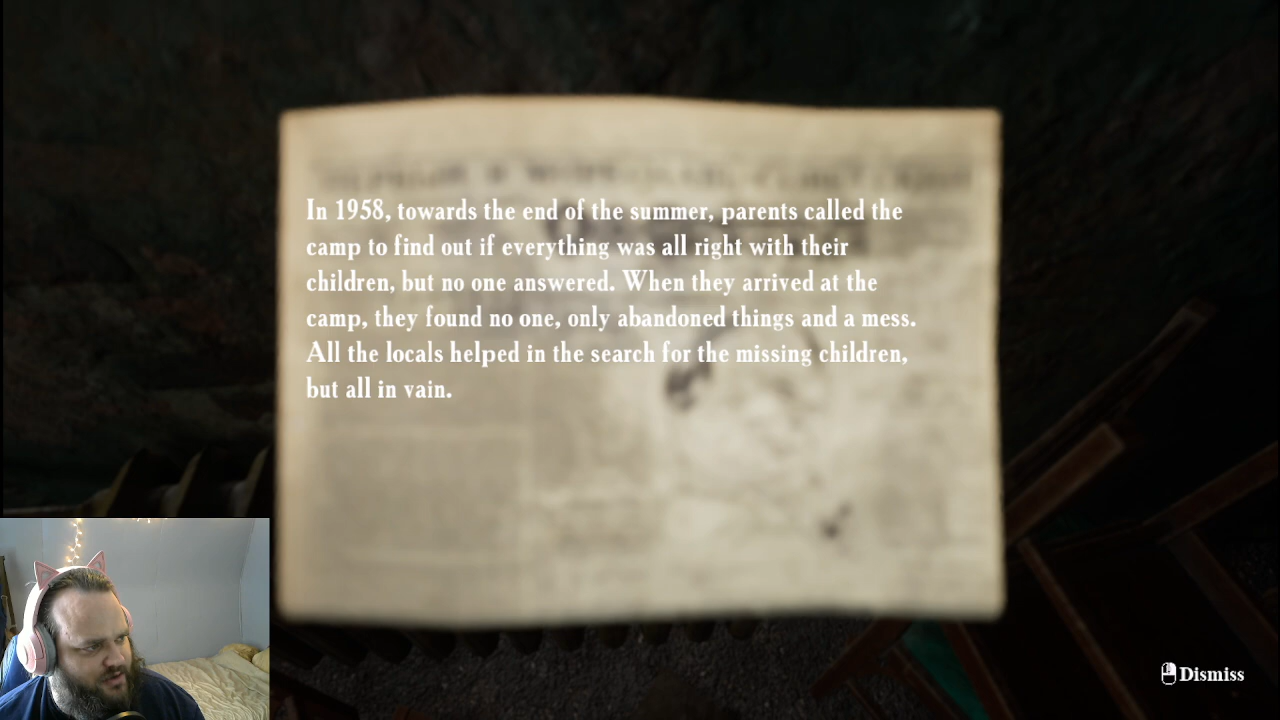 In 1958, towards the end of the summer, parents called the
camp to find out if everything was all right with their
children, but no one answered. When they arrived at the
camp, they found no one, only abandoned things and a mess.
All the locals helped in the search for the missing children,
but all in vain.
Dismiss